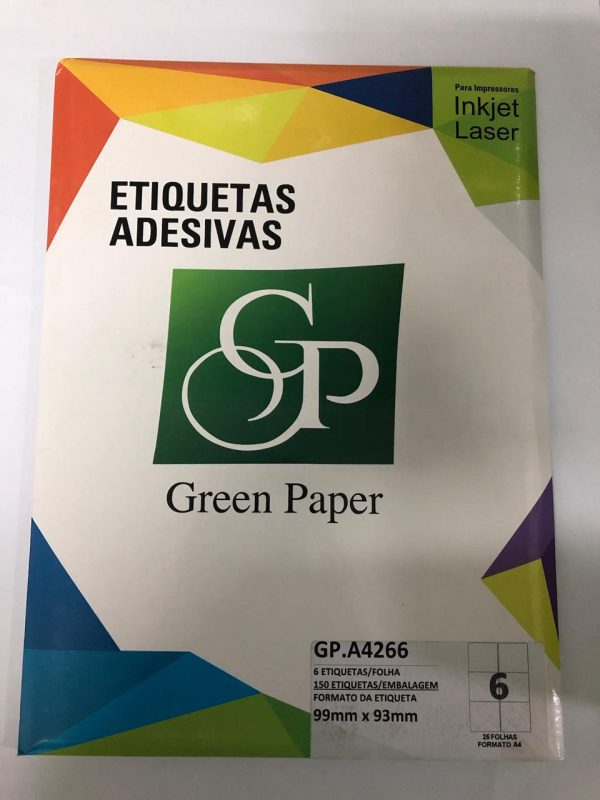 Para Impressoras
Inkjet
Laser
ETIQUETAS
ADESIVAS
GP
Green Paper
GP.A4266
6 ETIQUETAS/FOLHA
150 ETIQUETAS/EMBALAGEM
FORMATO DA ETIQUETA
99mm x 93mm
6
26 FOLHAS
FORMATO A4